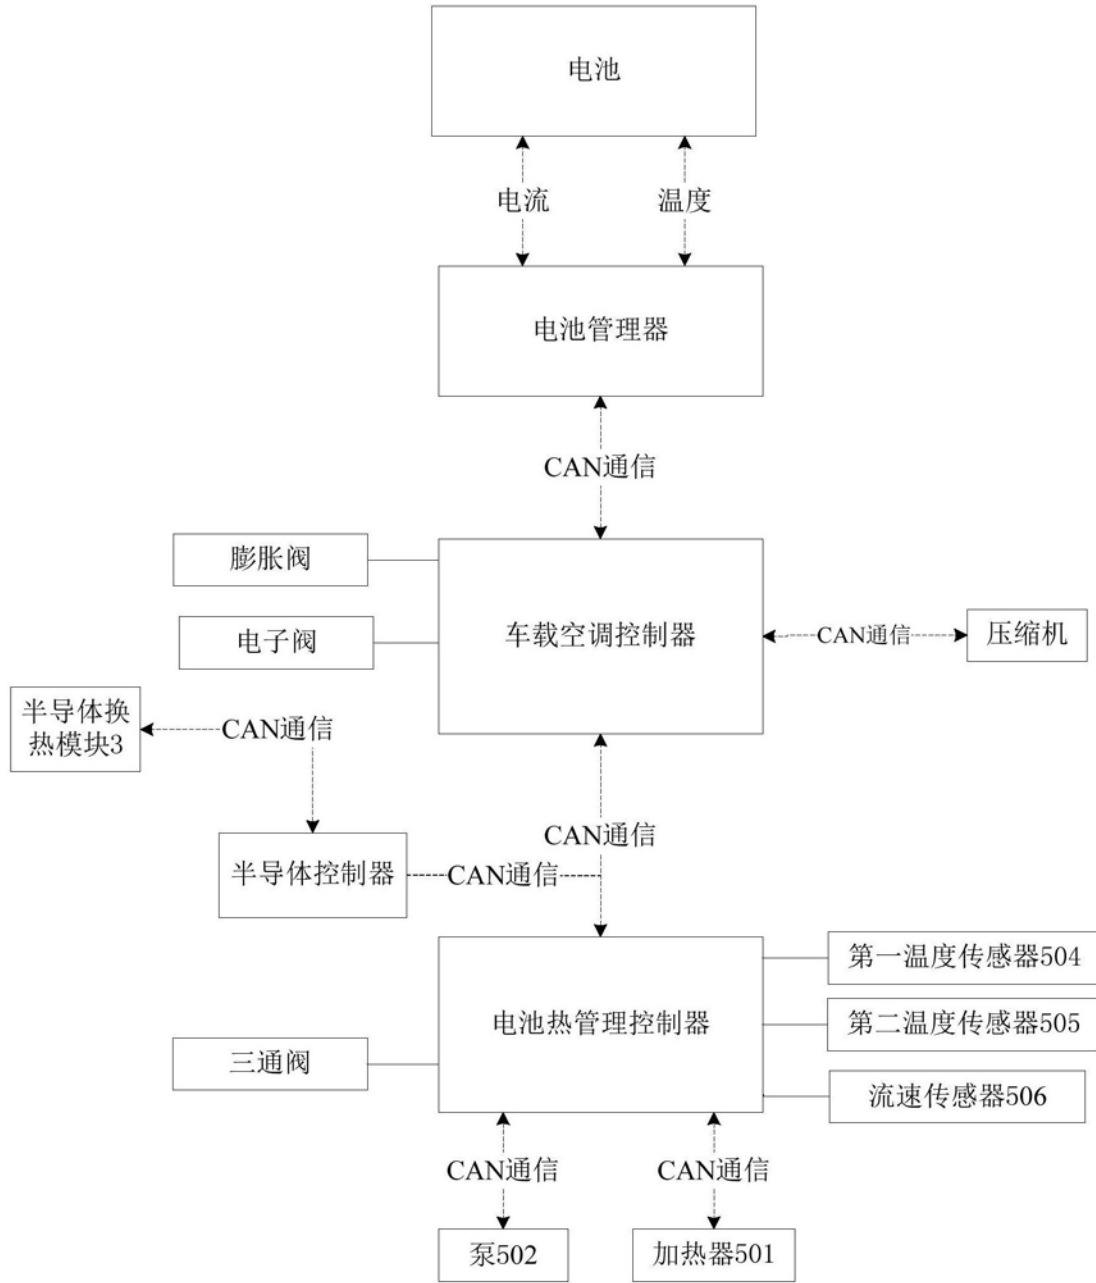 电池
电流
温度
电池管理器
CAN通信
膨胀阀
电子阀
车载空调控制器
CAN通信
压缩机
半导体换
热模块3
CAN通信
CAN通信
半导体控制器
CAN通信
第一温度传感器504
电池热管理控制器
第二温度传感器505
三通阀
流速传感器506
CAN通信
CAN通信
泵502
加热器501